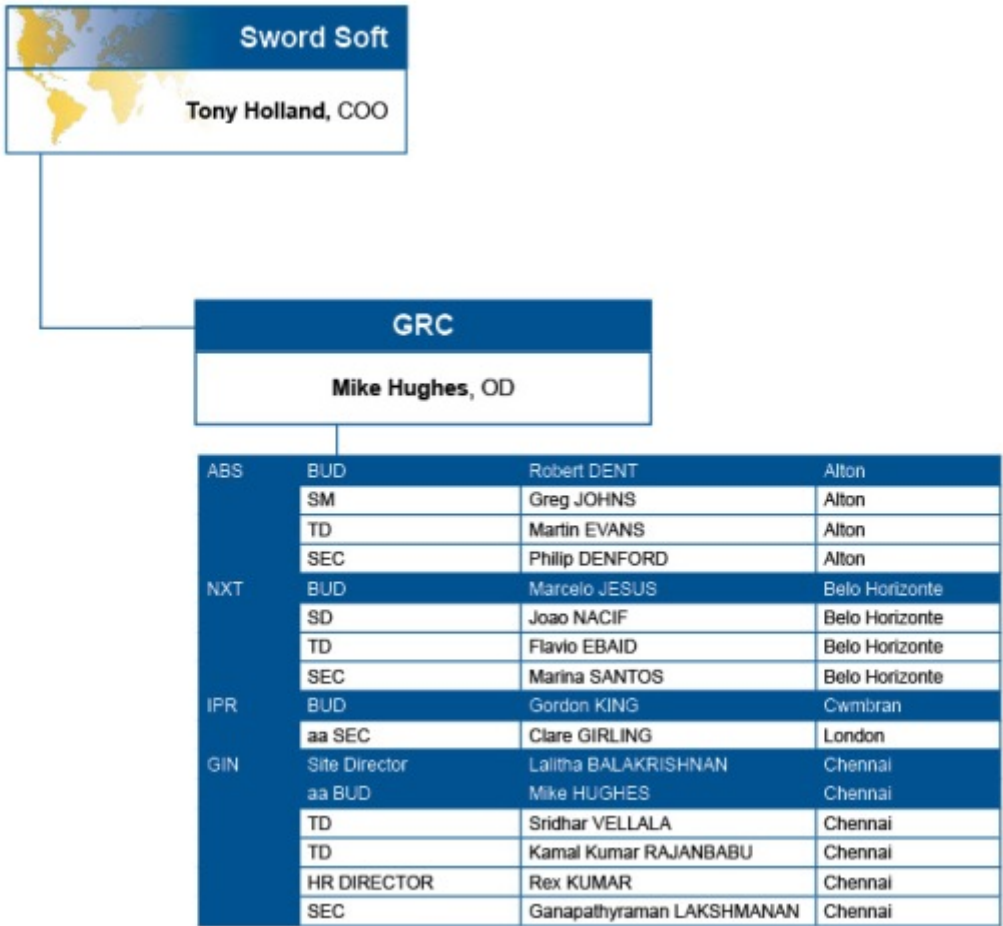 Sword Soft
Tony Holland, COO
GRC
Mike Hughes, OD
ABS BUD Robert DENT Alton
SM Greg JOHNS Alton
TD Martin EVANS Alton
SEC Philip DENFORD Alton
NXT BUD Marcelo JESUS Belo Horizonte
SD Joao NACIF Belo Horizonte
TD Flavio EBAID Belo Horizonte
SEC Marina SANTOS Belo Horizonte
IPR BUD Gordon KING Cwmbran
aa SEC Clare GIRLING London
GIN Site Director Lalitha BALAKRISHNAN Chennai
aa BUD Mike HUGHES Chennai
TD Sridhar VELLALA Chennai
TD Kamal Kumar RAJANBABU Chennai
HR DIRECTOR Rex KUMAR Chennai
SEC Ganapathyraman LAKSHMANAN Chennai